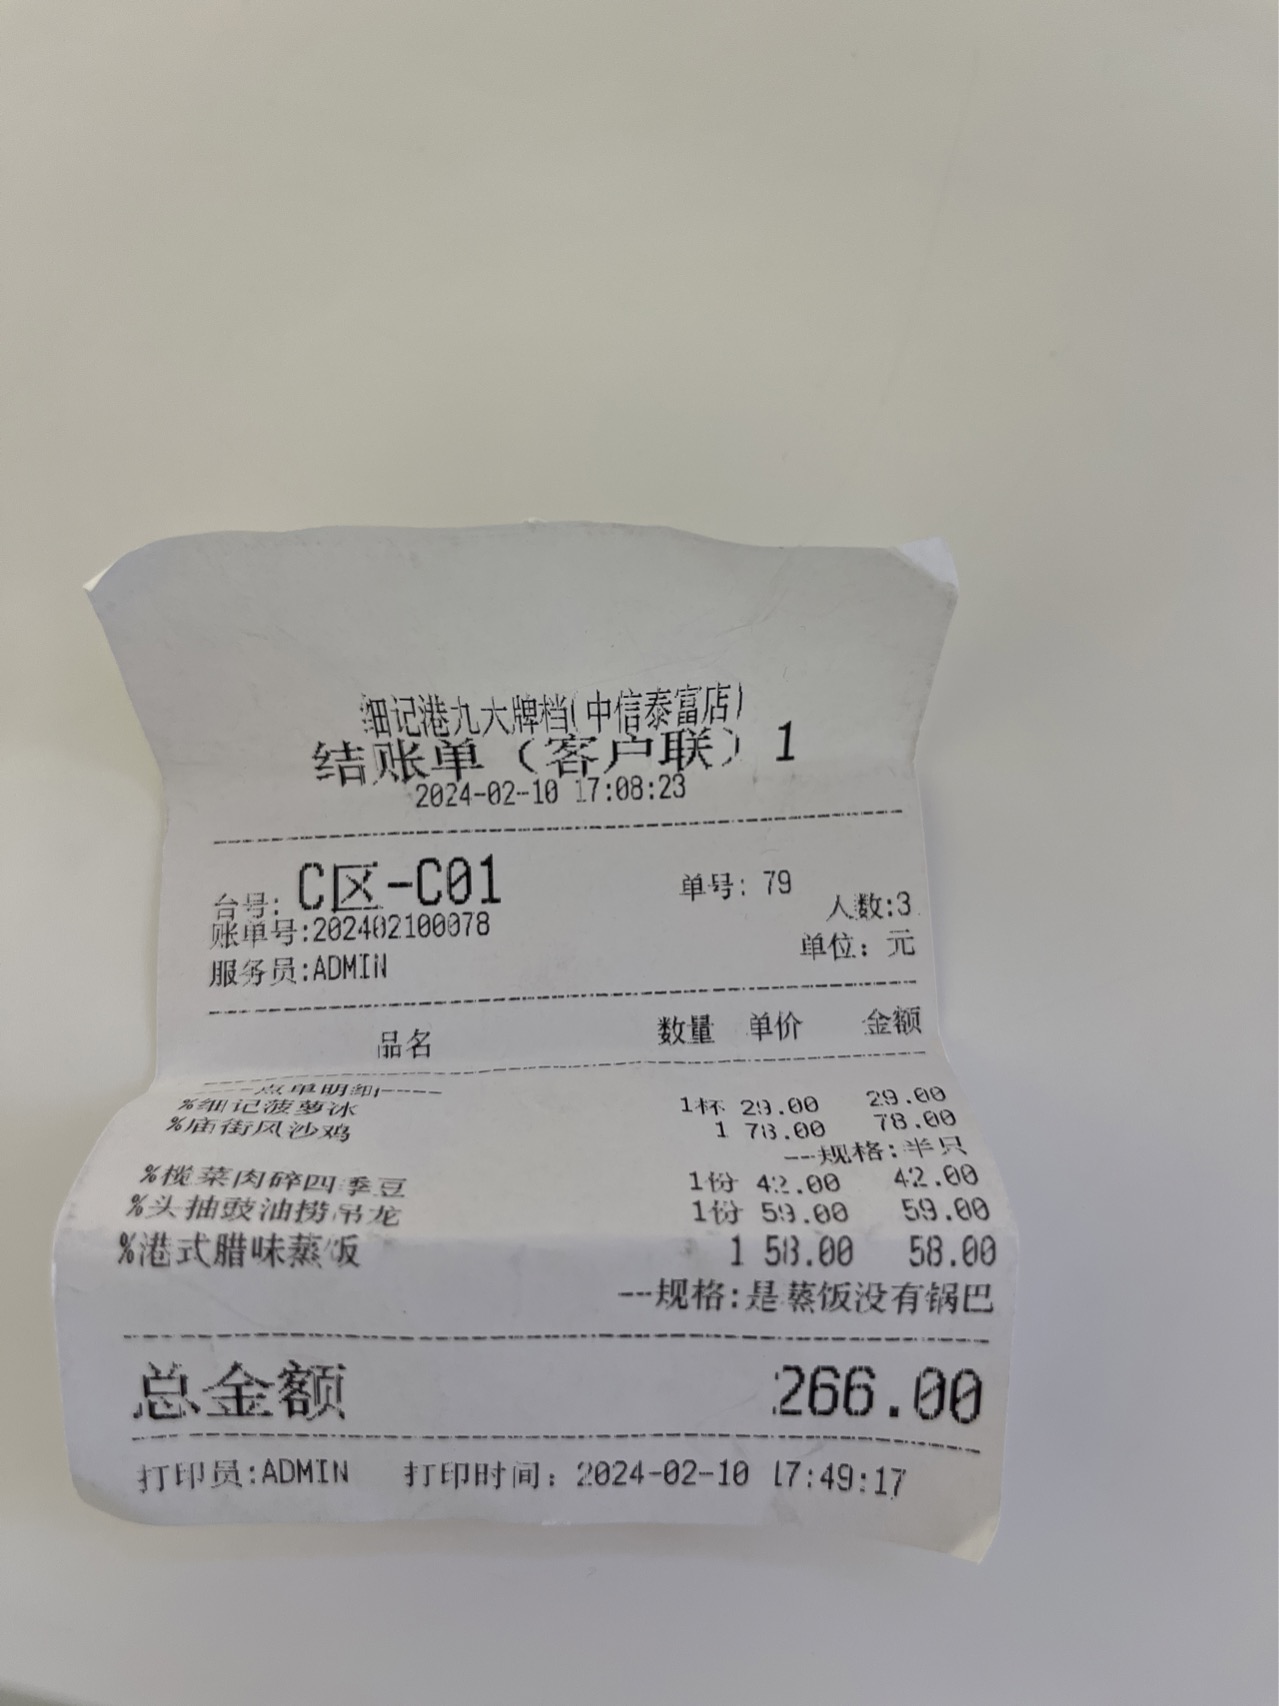 细记港九大牌档(中信泰富店)
结账单（客户联）1
2024-02-10 17:08:23
台号: C区-C01 单号: 79
账单号:202402100078 人数:3
服务员:ADMIN 单位: 元
品名 数量 单价 金额
----点单明细----
%细记菠萝冰 1杯 29.00 29.00
%庙街风沙鸡 1 78.00 78.00
---规格:半只
%榄菜肉碎四季豆 1份 42.00 42.00
%头抽豉油捞吊龙 1份 59.00 59.00
%港式腊味蒸饭 1 58.00 58.00
---规格:是蒸饭没有锅巴
总金额 266.00
打印员:ADMIN 打印时间: 2024-02-10 17:49:17